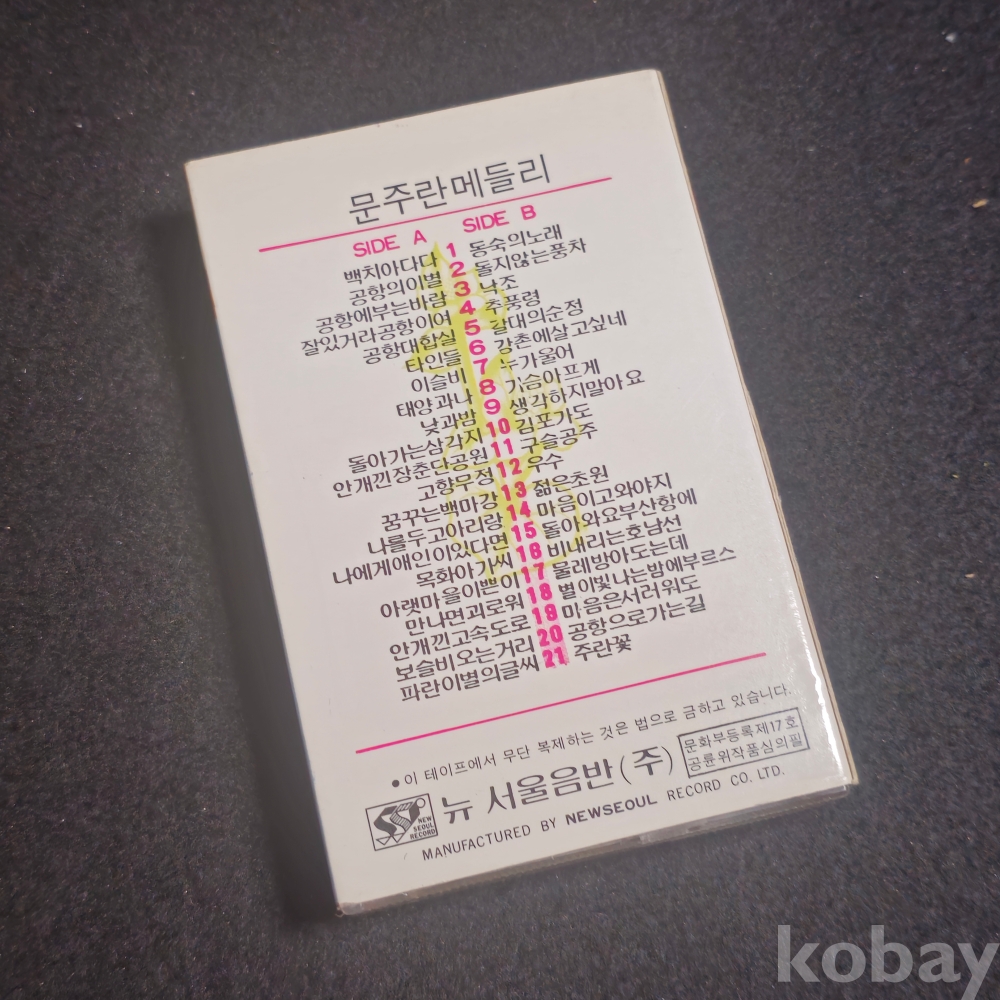 문주란메들리
SIDE A SIDE B
백치아다다 1 동숙의노래
공항의이별 2 돌지않는풍차
공항에부는바람 3 낙조
잘있거라공항이여 4 추풍령
공항대합실 5 갈대의순정
타인들 6 강촌에살고싶네
이슬비 7 누가울어
태양과나 8 가슴아프게
낮과밤 9 생각하지말아요
돌아가는삼각지 10 김포가도
안개낀장춘단공원 11 구슬공주
고향무정 12 우수
꿈꾸는백마강 13 젊은초원
나를두고아리랑 14 마음이고와야지
나에게애인이있다면 15 돌아와요부산항에
목화아가씨 16 비내리는호남선
아랫마을이쁜이 17 물레방아도는데
만나면괴로워 18 별이빛나는밤에부르스
안개낀고속도로 19 마음은서러워도
보슬비오는거리 20 공항으로가는길
파란이별의글씨 21 주란꽃
●이 테이프에서 무단 복제하는 것은 법으로 금하고 있습니다.
NEW SEOUL RECORD
뉴 서울음반(주)
문화부등록제17호
공륜위작품심의필
MANUFACTURED BY NEWSEOUL RECORD CO. LTD.
kobay